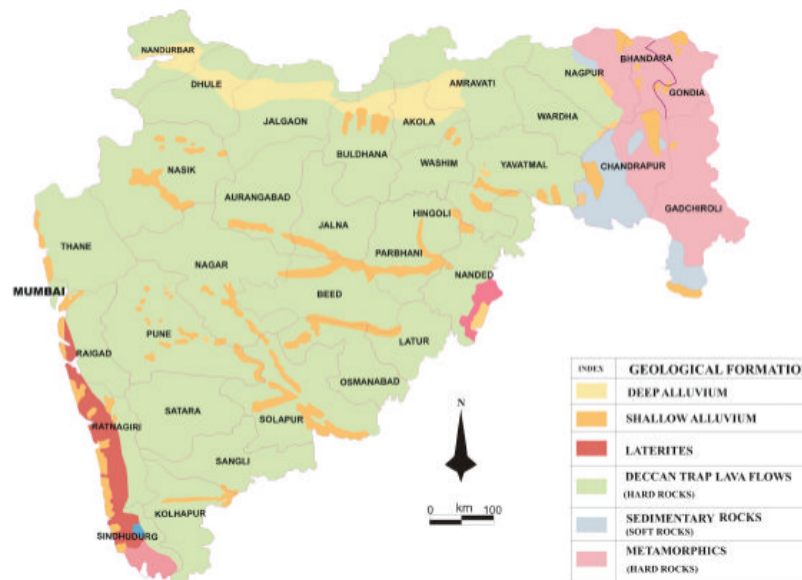 NANDURBAR
DHULE
JALGAON
AMRAVATI
AKOLA
BULDHANA
WASHIM
NAGPUR
BHANDARA
GONDIA
WARDHA
YAVATMAL
CHANDRAPUR
GADCHIROLI
NASIK
AURANGABAD
JALNA
HINGOLI
PARBHANI
NANDED
THANE
NAGAR
BEED
MUMBAI
PUNE
RAIGAD
LATUR
OSMANABAD
SATARA
SOLAPUR
RATNAGIRI
SANGLI
KOLHAPUR
SINDHUDURG
N
km
0 100
INDEX GEOLOGICAL FORMATIO
DEEP ALLUVIUM
SHALLOW ALLUVIUM
LATERITES
DECCAN TRAP LAVA FLOWS
(HARD ROCKS)
SEDIMENTARY ROCKS
(SOFT ROCKS)
METAMORPHICS
(HARD ROCKS)